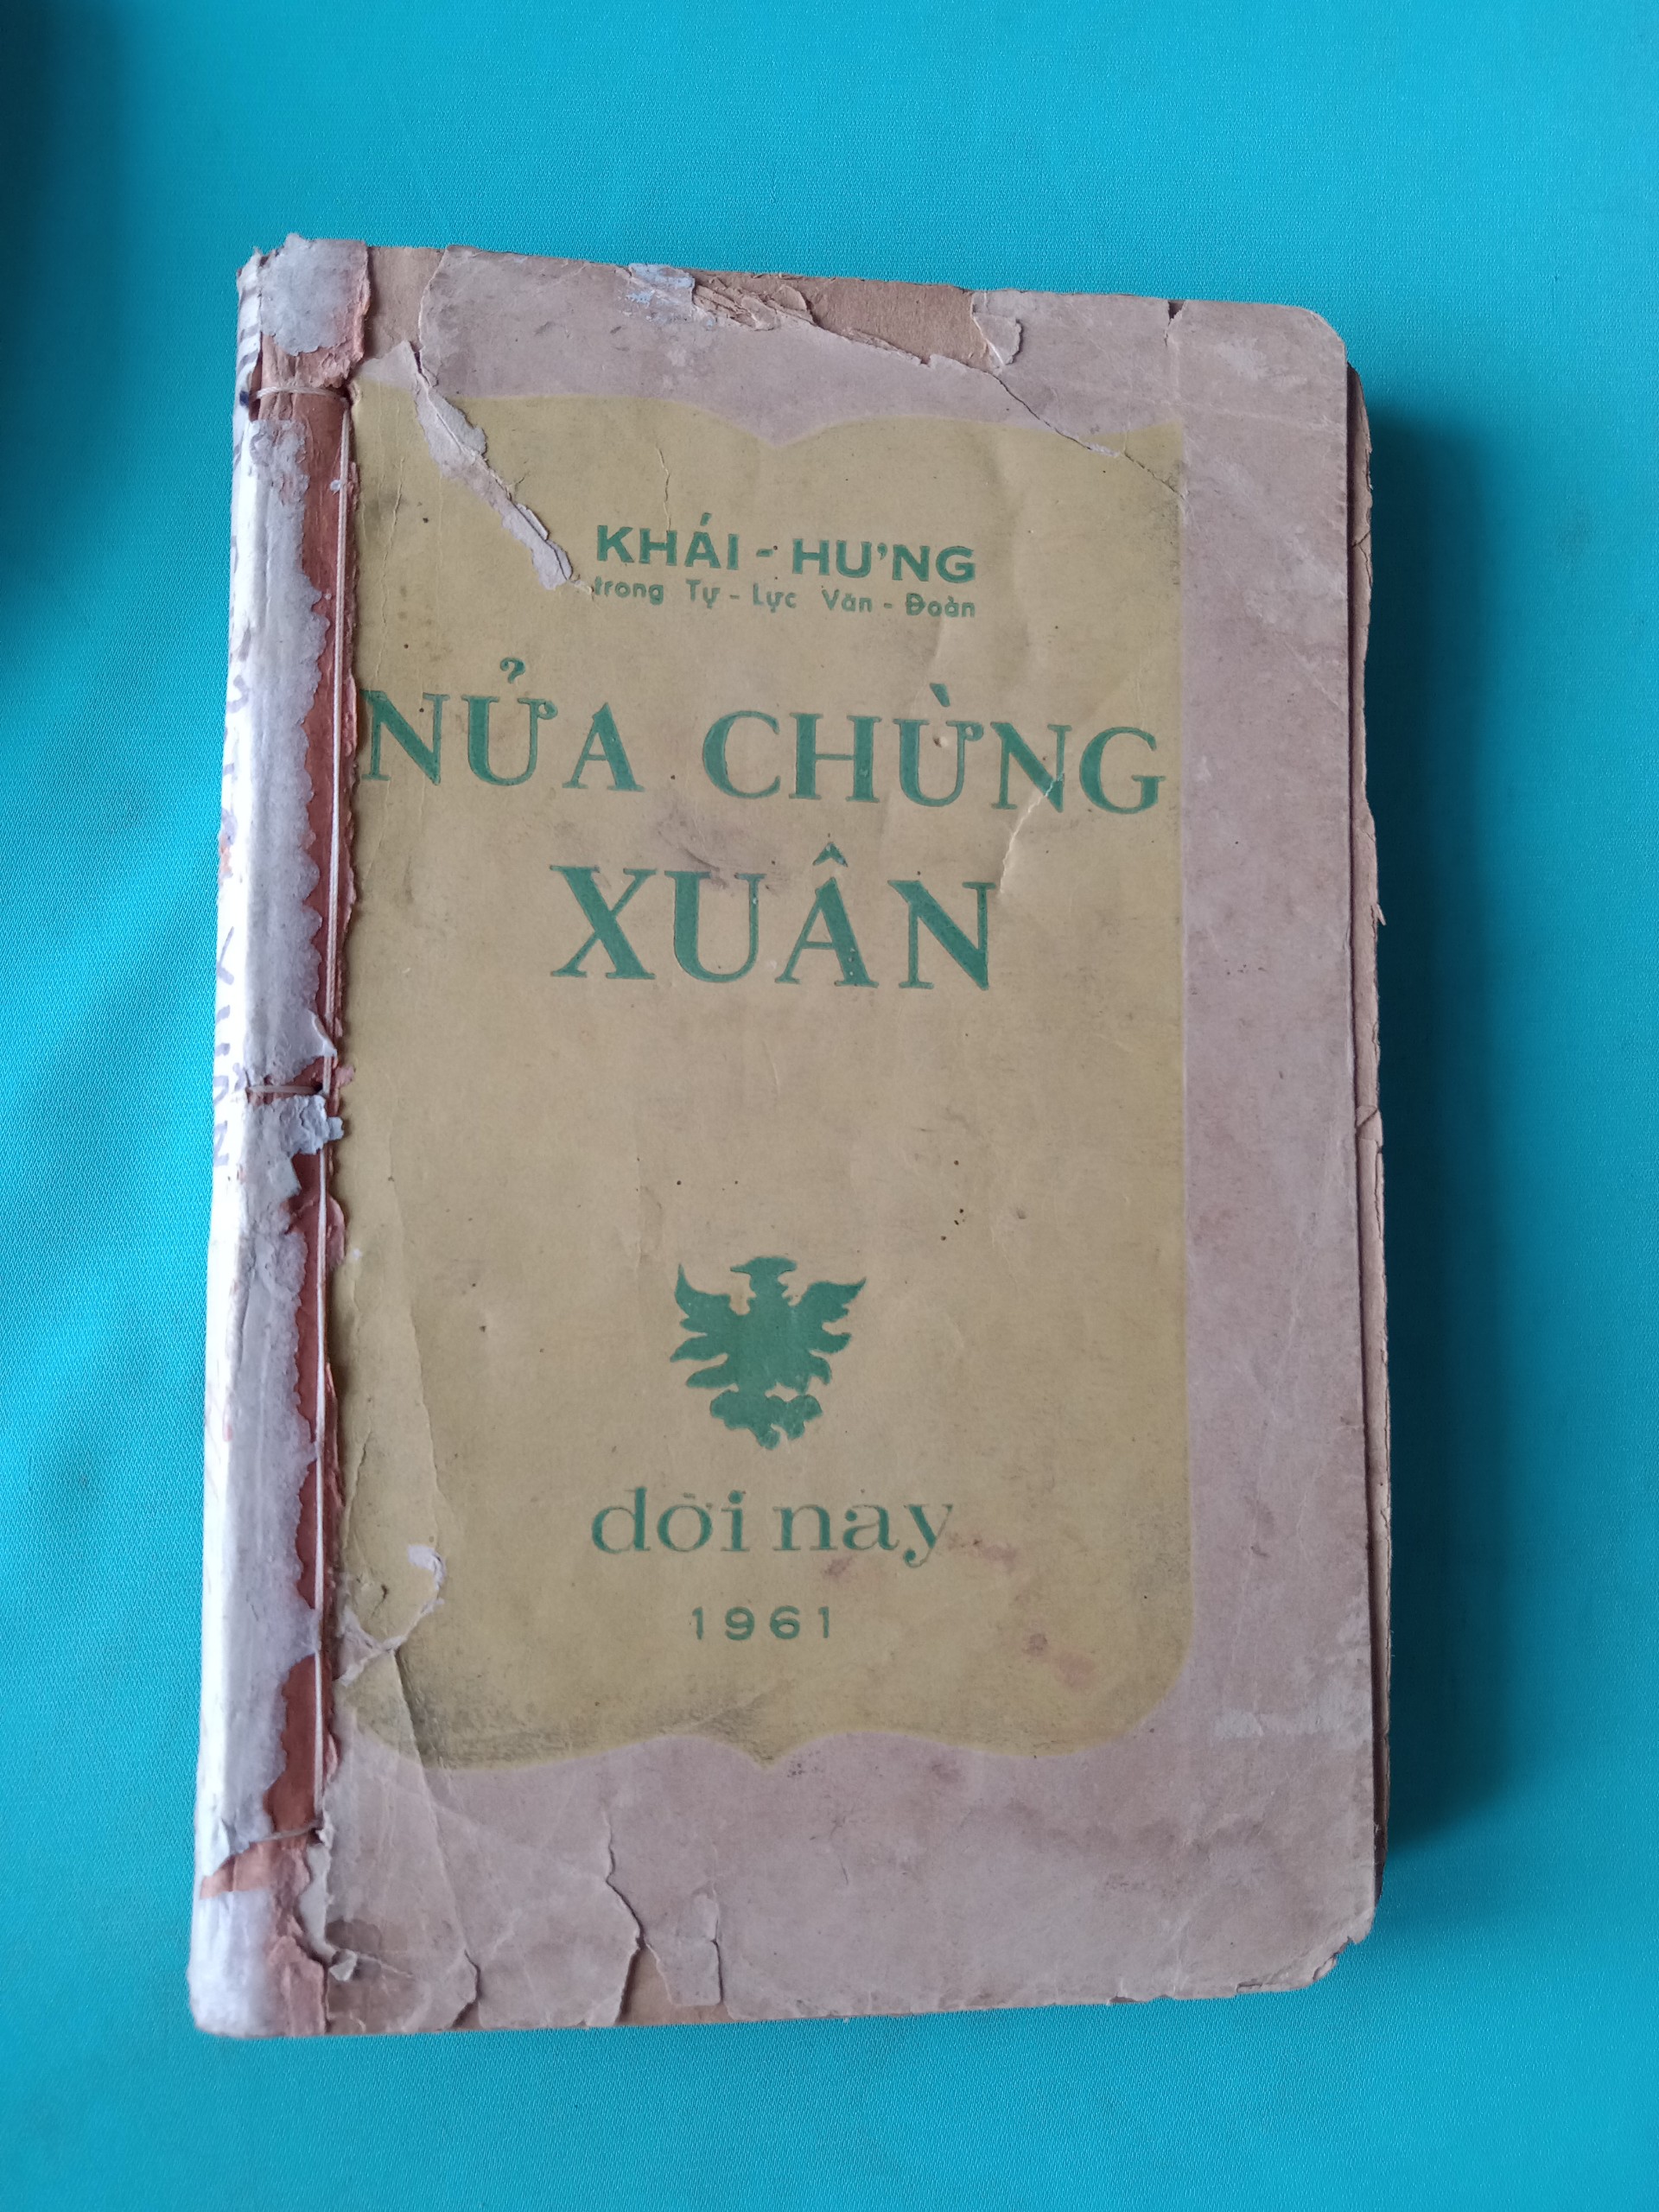 KHÁI - HƯNG
trong Tự - Lực Văn - Đoàn
NỬA CHỪNG
XUÂN
đời nay
1961